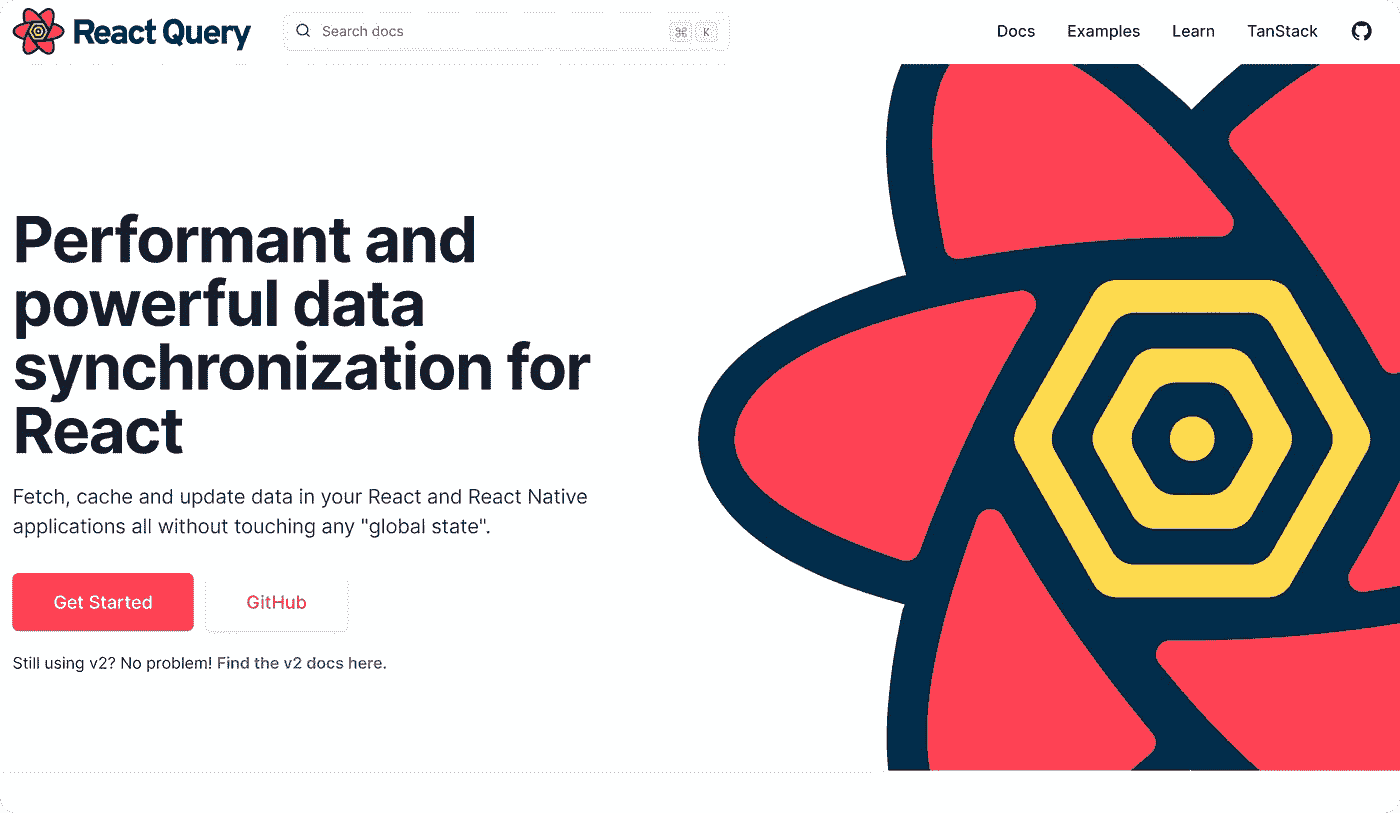 React Query
Search docs
⌘ K
Docs Examples Learn TanStack
Performant and
powerful data
synchronization for
React
Fetch, cache and update data in your React and React Native
applications all without touching any "global state".
Get Started
GitHub
Still using v2? No problem! Find the v2 docs here.